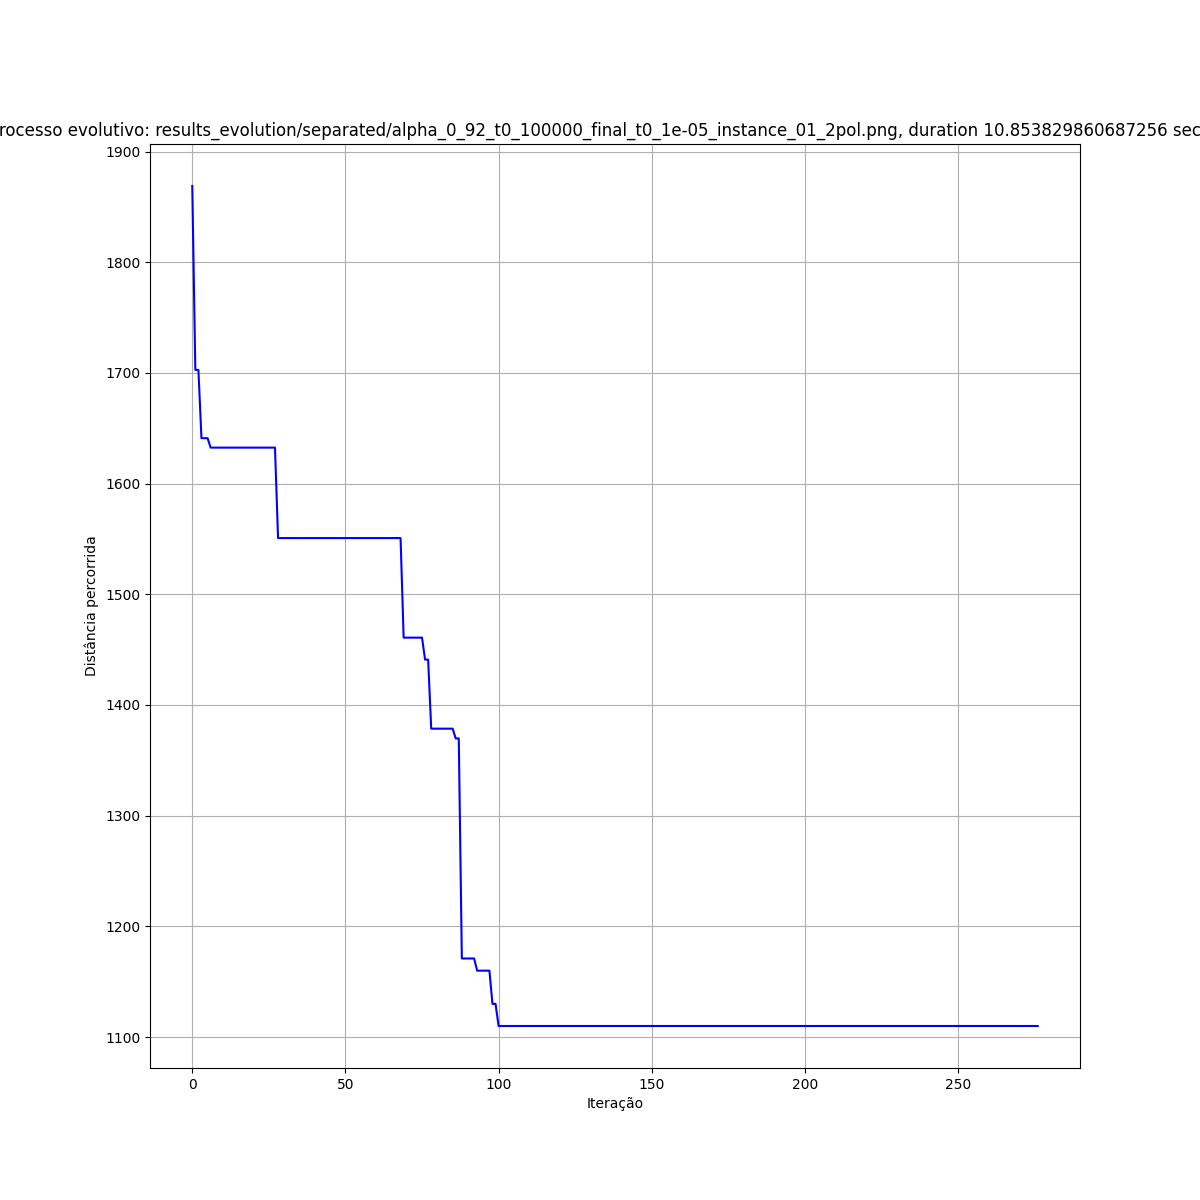 rocesso evolutivo: results_evolution/separated/alpha_0_92_t0_100000_final_t0_1e-05_instance_01_2pol.png, duration 10.853829860687256 sec
1900
1800
1700
1600
1500
1400
1300
1200
1100
Distância percorrida
0 50 100 150 200 250
Iteração